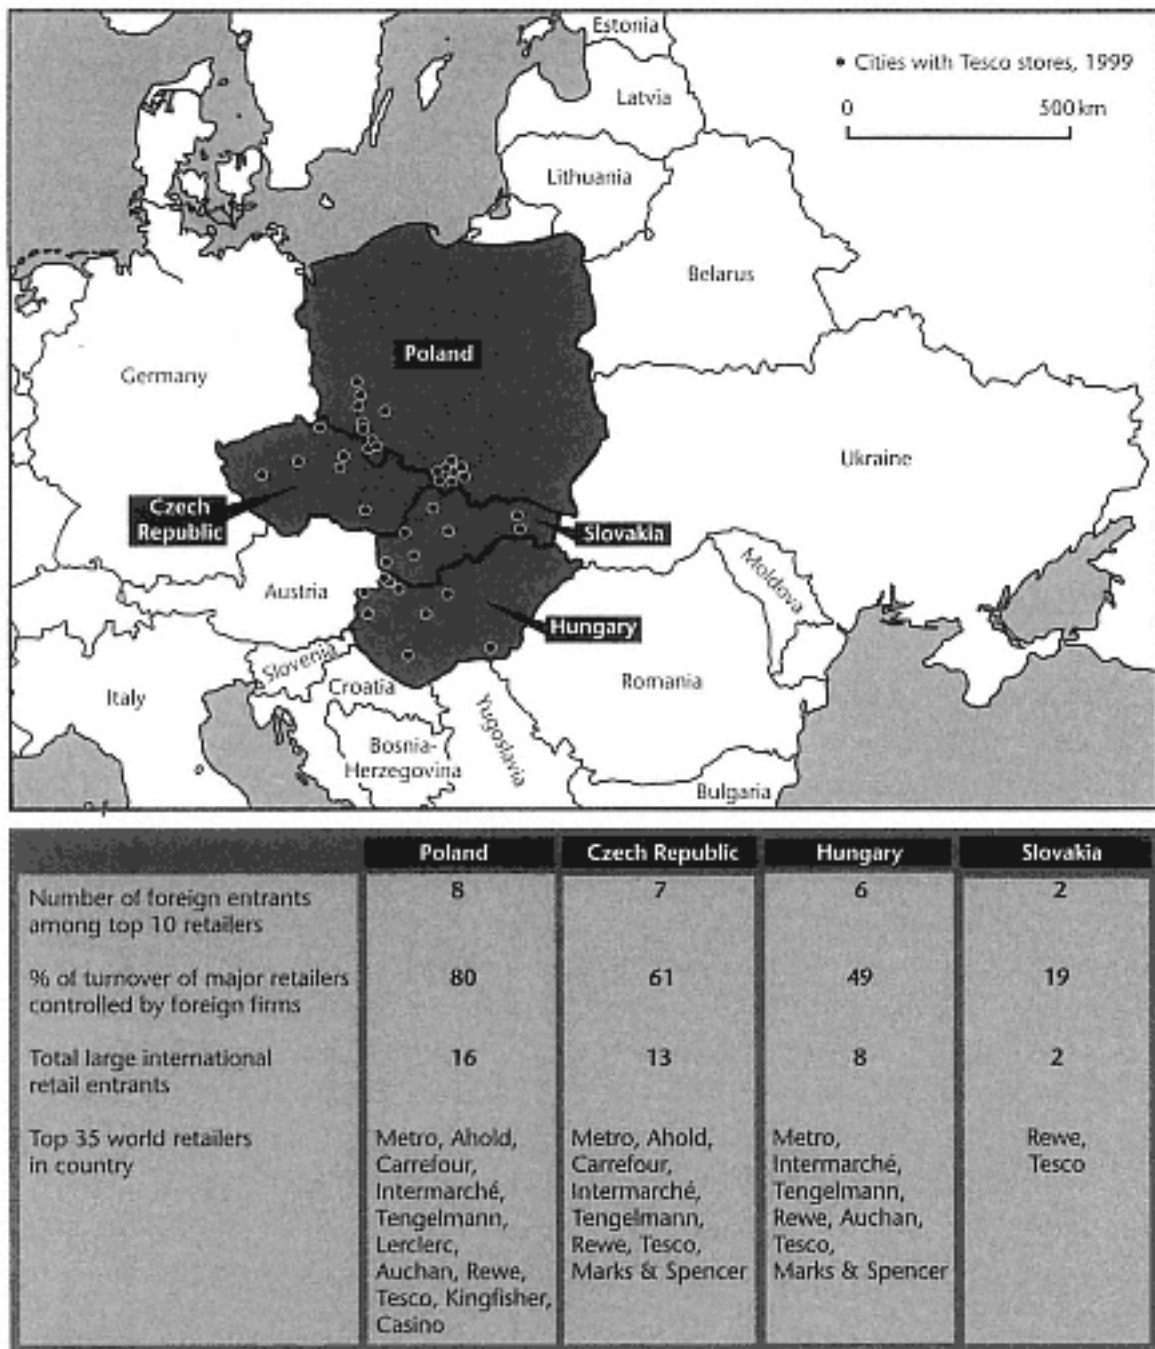 Estonia
• Cities with Tesco stores, 1999
Latvia
0 500 km
Lithuania
Belarus
Poland
Germany
Ukraine
Czech
Republic
Slovakia
Moldova
Austria
Hungary
Slovenia
Romania
Italy
Croatia
Yugoslavia
Bosnia-
Herzegovina
Bulgaria
Poland Czech Republic Hungary Slovakia
Number of foreign entrants 8 7 6 2
among top 10 retailers
% of turnover of major retailers 80 61 49 19
controlled by foreign firms
Total large international 16 13 8 2
retail entrants
Top 35 world retailers Metro, Ahold, Metro, Ahold, Metro, Rewe,
in country Carrefour, Carrefour, Intermarché, Tesco
Intermarché, Intermarché, Tengelmann,
Tengelmann, Tengelmann, Rewe, Auchan,
Lerclerc, Rewe, Tesco, Tesco,
Auchan, Rewe, Marks & Spencer Marks & Spencer
Tesco, Kingfisher,
Casino